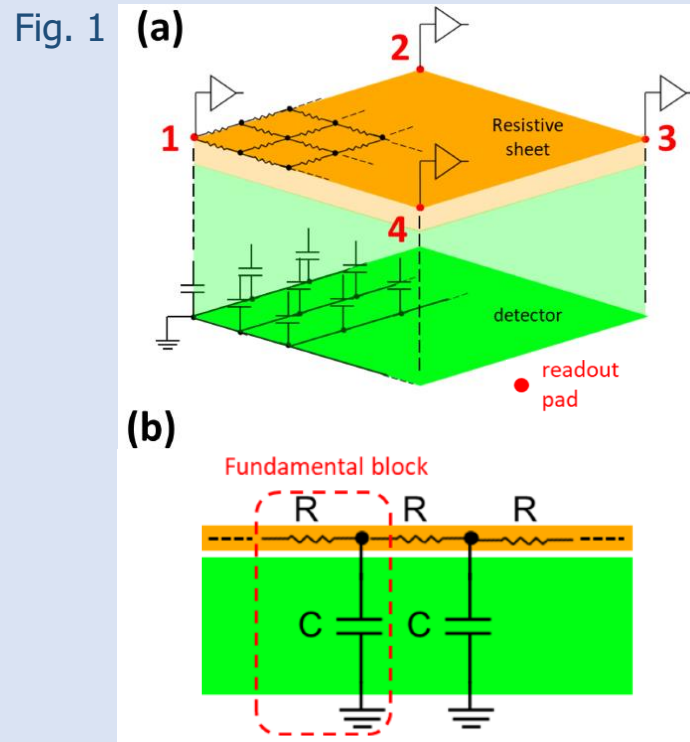 Fig. 1
(a)
2
1
Resistive
sheet
3
4
detector
readout
pad
(b)
Fundamental block
R R R
C C